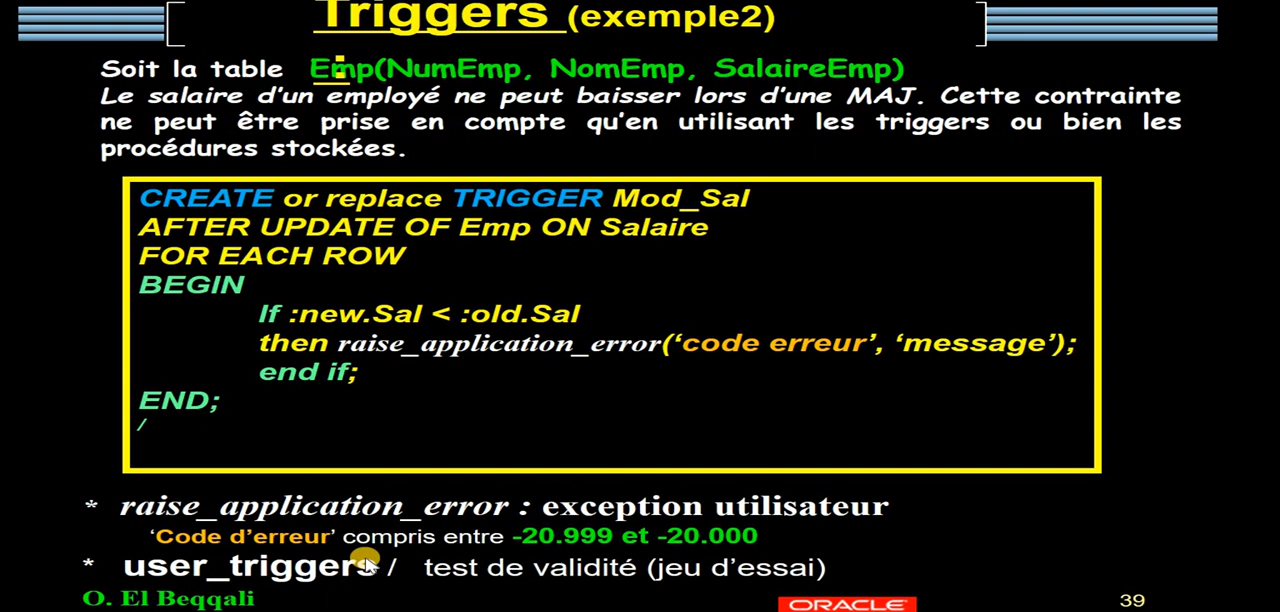 Triggers (exemple2)
:
Soit la table Emp(NumEmp, NomEmp, SalaireEmp)
Le salaire d'un employé ne peut baisser lors d'une MAJ. Cette contrainte
ne peut être prise en compte qu'en utilisant les triggers ou bien les
procédures stockées.
CREATE or replace TRIGGER Mod_Sal
AFTER UPDATE OF Emp ON Salaire
FOR EACH ROW
BEGIN
If :new.Sal < :old.Sal
then raise_application_error(‘code erreur’, ‘message’);
end if;
END;
/
* raise_application_error : exception utilisateur
‘Code d’erreur’ compris entre -20.999 et -20.000
* user_triggers / test de validité (jeu d’essai)
O. El Beqqali
ORACLE
39